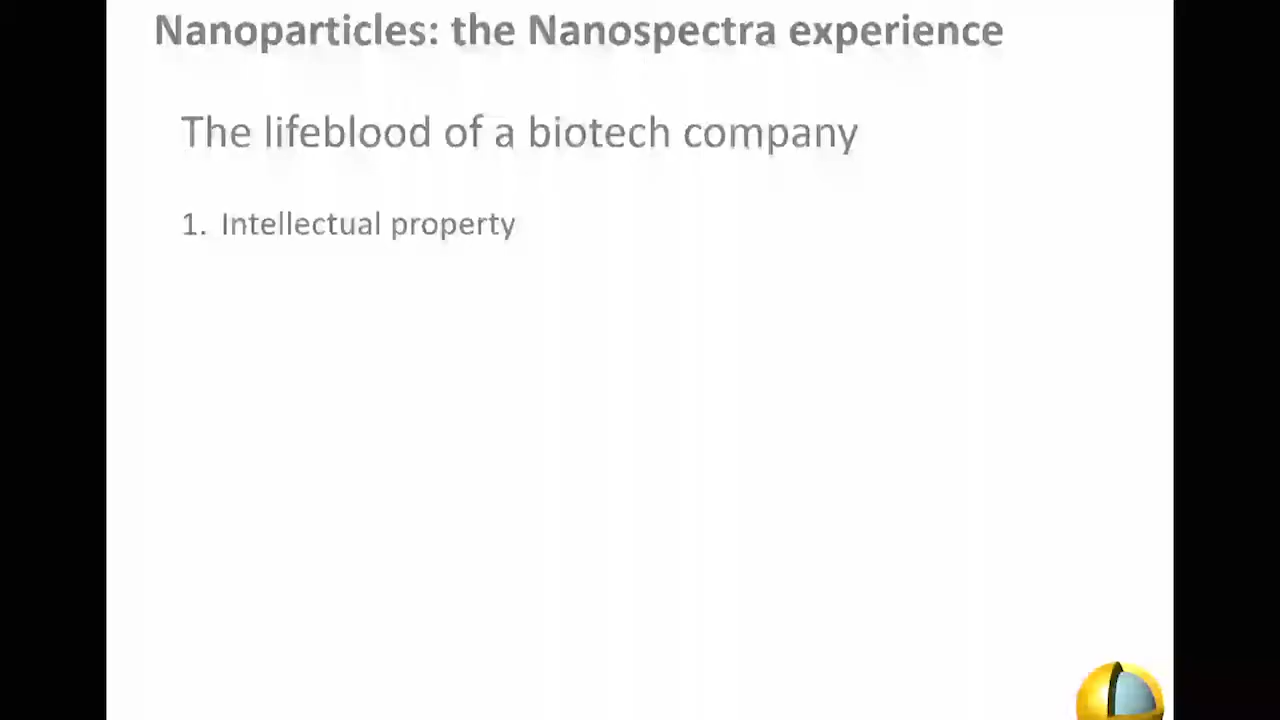 Nanoparticles: the Nanospectra experience
The lifeblood of a biotech company
1. Intellectual property